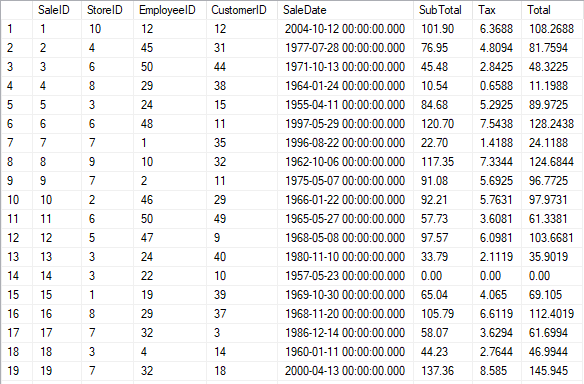 SaleID StoreID EmployeeID CustomerID SaleDate SubTotal Tax Total
1 1 10 12 12 2004-10-12 00:00:00.000 101.90 6.3688 108.2688
2 2 4 45 31 1977-07-28 00:00:00.000 76.95 4.8094 81.7594
3 3 6 50 44 1971-10-13 00:00:00.000 45.48 2.8425 48.3225
4 4 8 29 38 1964-01-24 00:00:00.000 10.54 0.6588 11.1988
5 5 3 24 15 1955-04-11 00:00:00.000 84.68 5.2925 89.9725
6 6 6 48 11 1997-05-29 00:00:00.000 120.70 7.5438 128.2438
7 7 7 1 35 1996-08-22 00:00:00.000 22.70 1.4188 24.1188
8 8 9 10 32 1962-10-06 00:00:00.000 117.35 7.3344 124.6844
9 9 7 2 11 1975-05-07 00:00:00.000 91.08 5.6925 96.7725
10 10 2 46 29 1966-01-22 00:00:00.000 92.21 5.7631 97.9731
11 11 6 50 49 1965-05-27 00:00:00.000 57.73 3.6081 61.3381
12 12 5 47 9 1968-05-08 00:00:00.000 97.57 6.0981 103.6681
13 13 3 24 40 1980-11-10 00:00:00.000 33.79 2.1119 35.9019
14 14 3 22 10 1957-05-23 00:00:00.000 0.00 0.00 0.00
15 15 1 19 39 1969-10-30 00:00:00.000 65.04 4.065 69.105
16 16 8 29 37 1968-11-20 00:00:00.000 105.79 6.6119 112.4019
17 17 7 32 3 1986-12-14 00:00:00.000 58.07 3.6294 61.6994
18 18 3 4 14 1960-01-11 00:00:00.000 44.23 2.7644 46.9944
19 19 7 32 18 2000-04-13 00:00:00.000 137.36 8.585 145.945